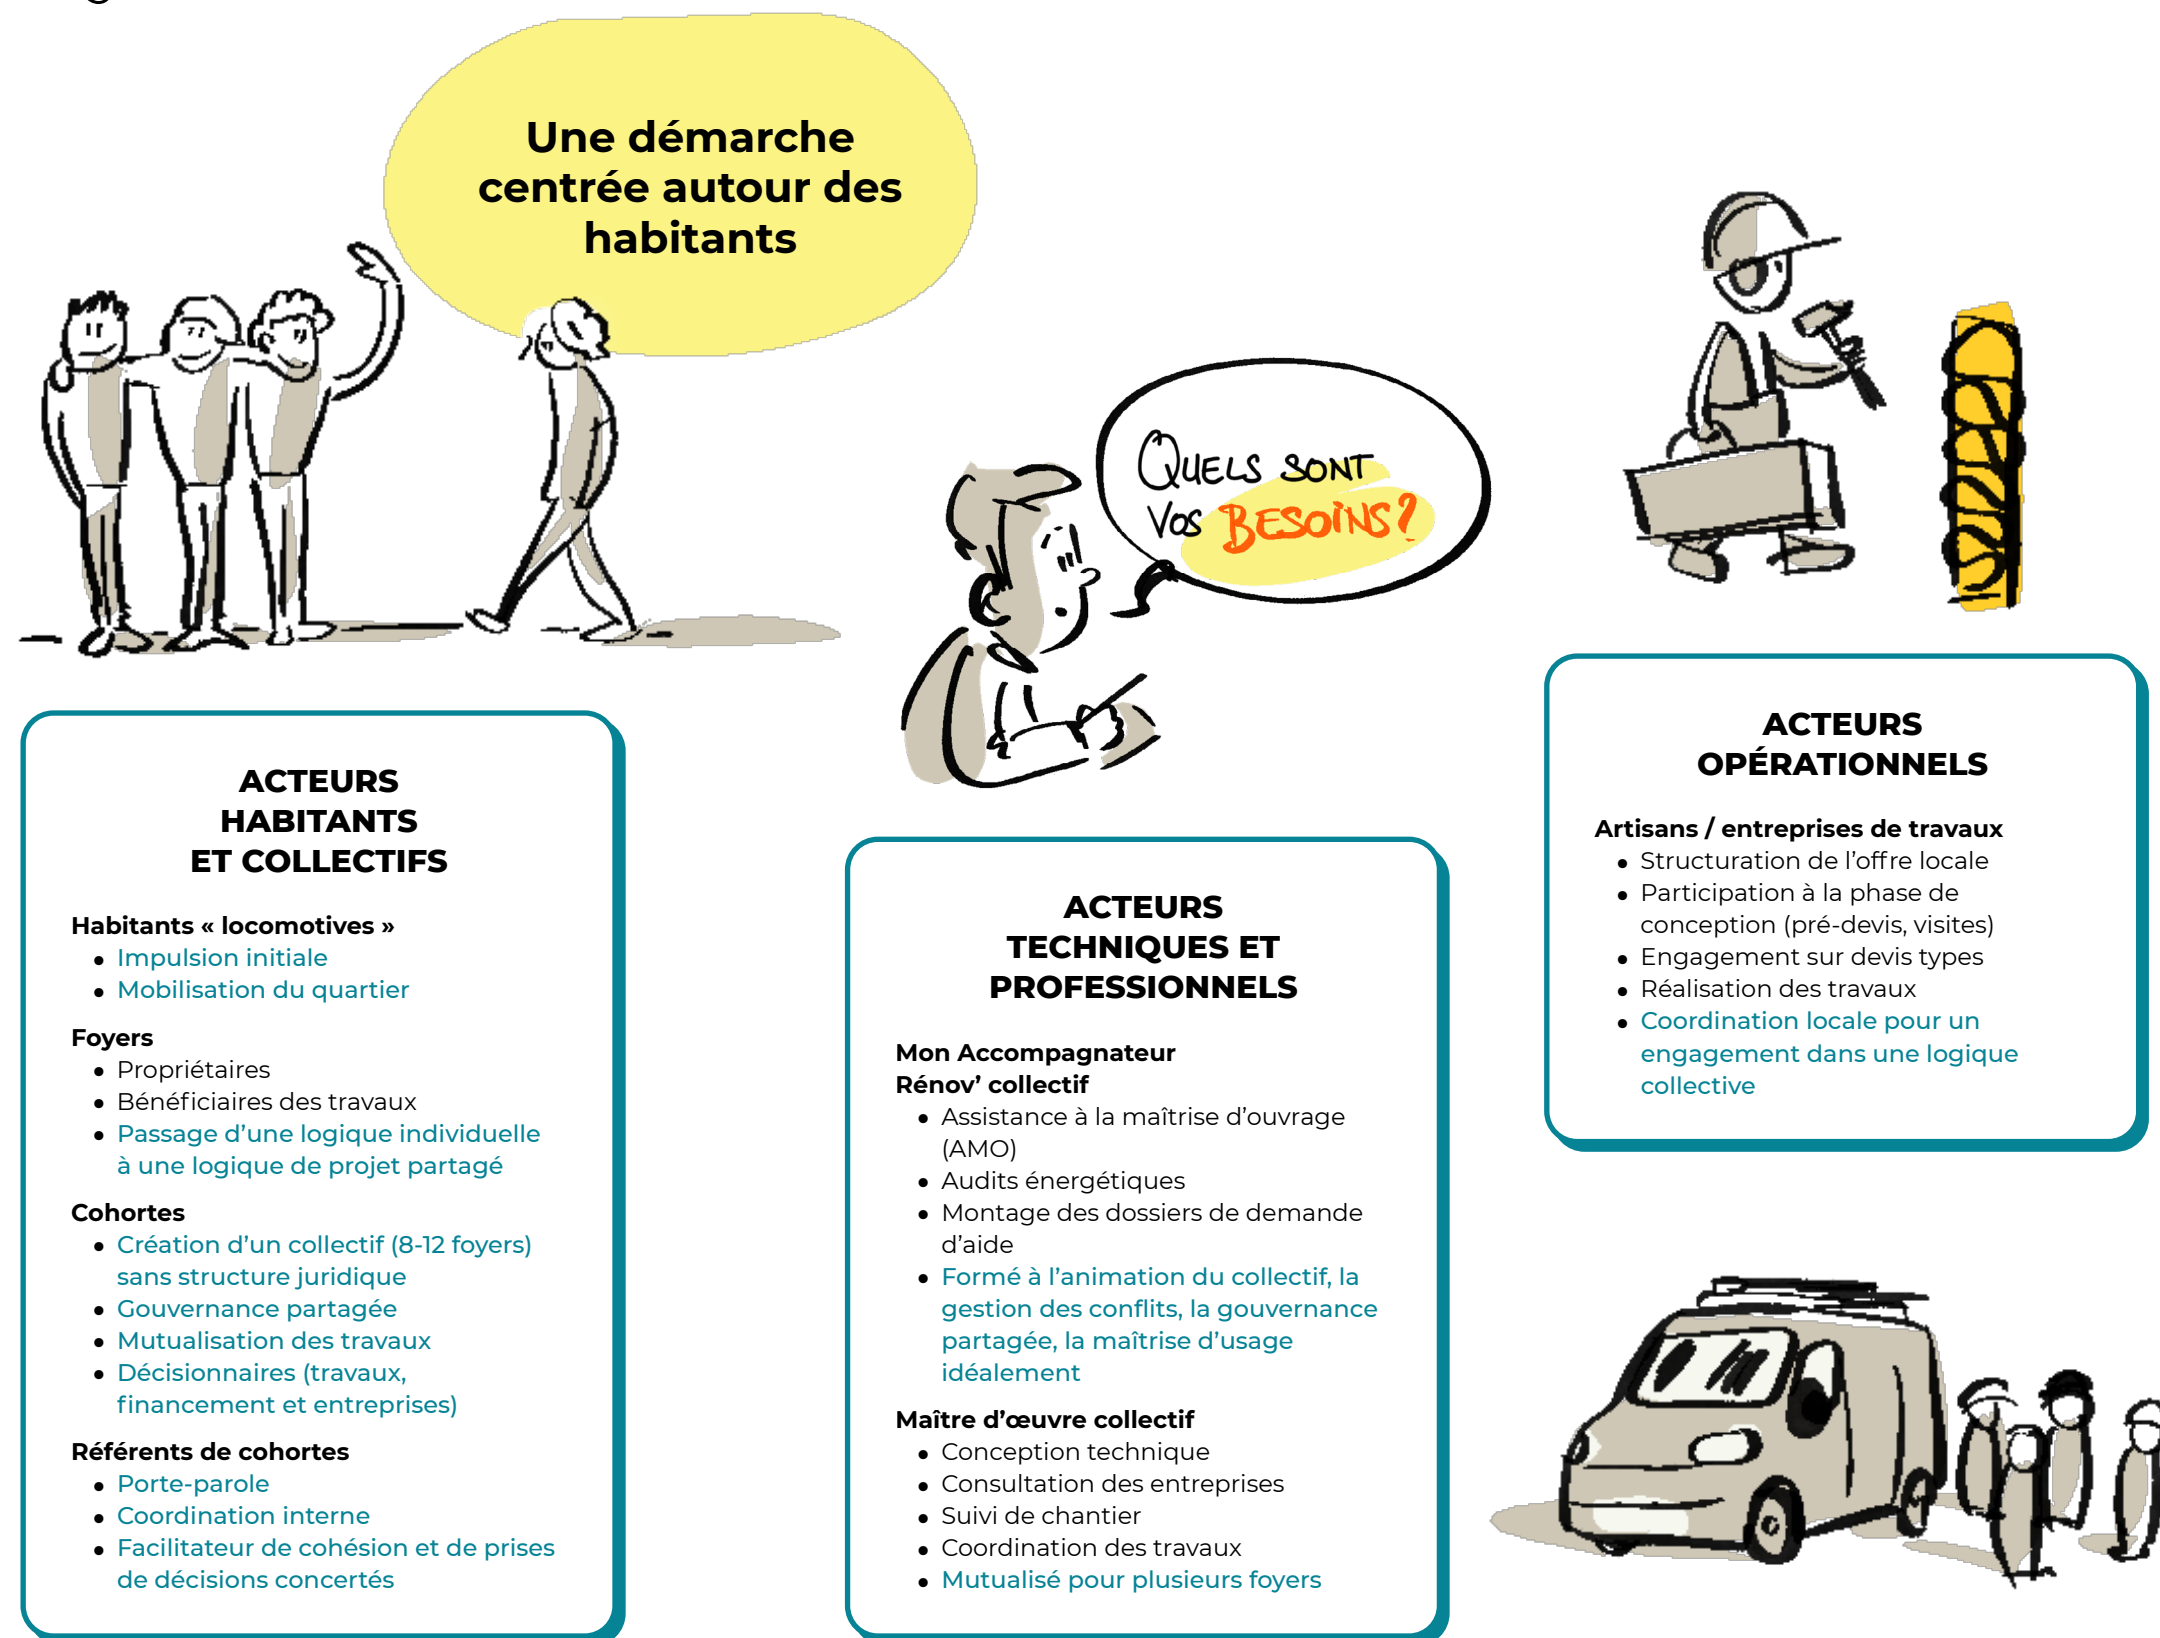 Une démarche
centrée autour des
habitants
QUELS SONT
VOS BESOINS?
ACTEURS
HABITANTS
ET COLLECTIFS
Habitants « locomotives »
• Impulsion initiale
• Mobilisation du quartier
Foyers
• Propriétaires
• Bénéficiaires des travaux
• Passage d’une logique individuelle
à une logique de projet partagé
Cohortes
• Création d’un collectif (8-12 foyers)
sans structure juridique
• Gouvernance partagée
• Mutualisation des travaux
• Décisionnaires (travaux,
financement et entreprises)
Référents de cohortes
• Porte-parole
• Coordination interne
• Facilitateur de cohésion et de prises
de décisions concertés
ACTEURS
TECHNIQUES ET
PROFESSIONNELS
Mon Accompagnateur
Rénov’ collectif
• Assistance à la maîtrise d’ouvrage
(AMO)
• Audits énergétiques
• Montage des dossiers de demande
d’aide
• Formé à l’animation du collectif, la
gestion des conflits, la gouvernance
partagée, la maîtrise d’usage
idéalement
Maître d’œuvre collectif
• Conception technique
• Consultation des entreprises
• Suivi de chantier
• Coordination des travaux
• Mutualisé pour plusieurs foyers
ACTEURS
OPÉRATIONNELS
Artisans / entreprises de travaux
• Structuration de l’offre locale
• Participation à la phase de
conception (pré-devis, visites)
• Engagement sur devis types
• Réalisation des travaux
• Coordination locale pour un
engagement dans une logique
collective